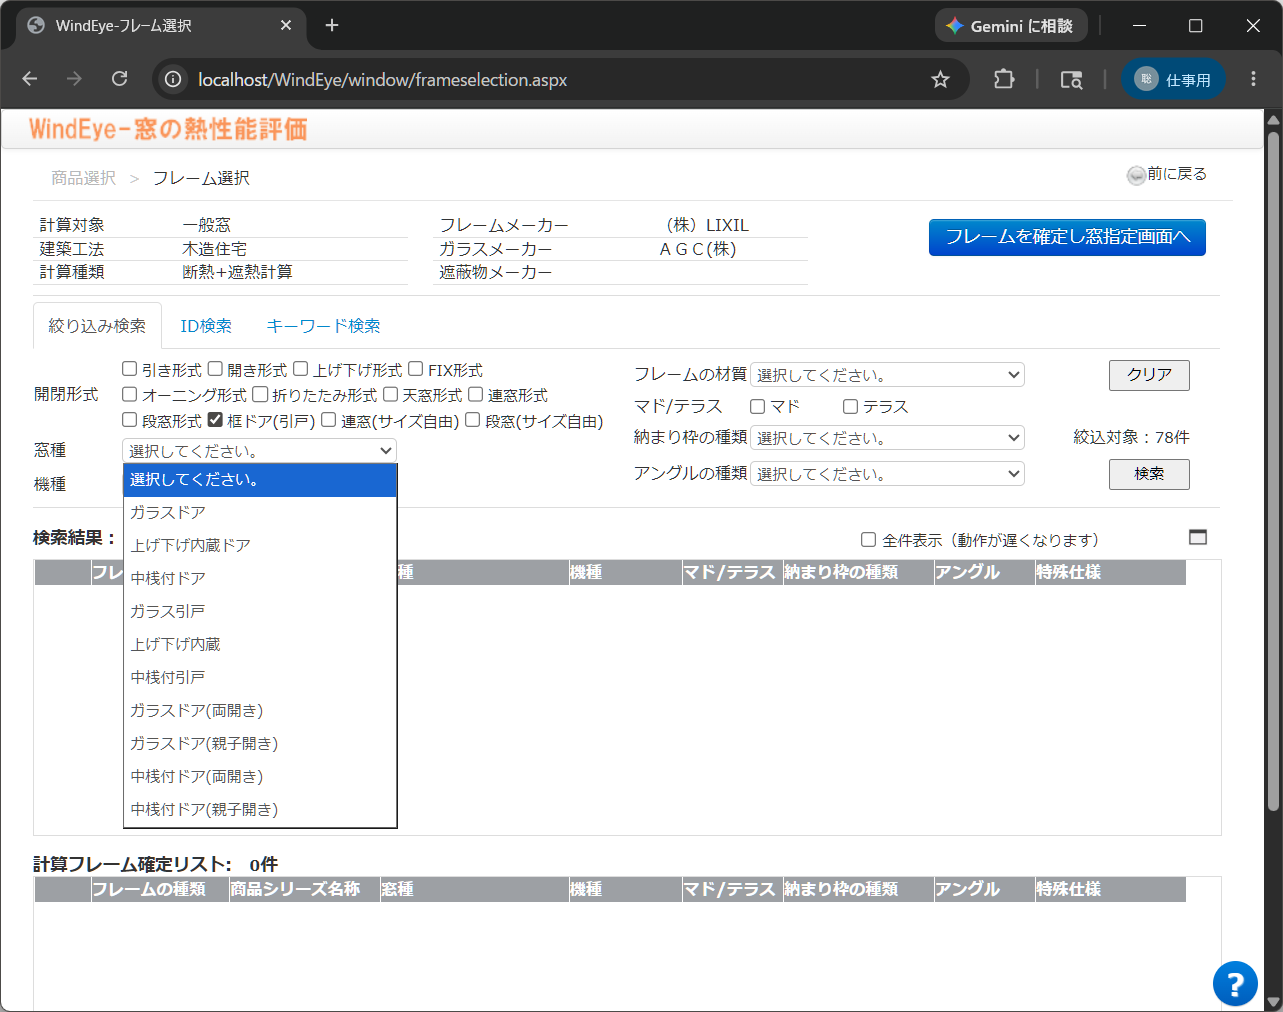 WindEye-フレーム選択
Gemini に相談
localhost/WindEye/window/frameselection.aspx
聡 仕事用
WindEye-窓の熱性能評価
商品選択 > フレーム選択
前に戻る
計算対象 一般窓 フレームメーカー （株）LIXIL
フレームを確定し窓指定画面へ
建築工法 木造住宅 ガラスメーカー ＡＧＣ(株)
計算種類 断熱+遮熱計算 遮蔽物メーカー
絞り込み検索 ID検索 キーワード検索
開閉形式
引き形式 開き形式 上げ下げ形式 FIX形式
オーニング形式 折りたたみ形式 天窓形式 連窓形式
段窓形式 框ドア(引戸) 連窓(サイズ自由) 段窓(サイズ自由)
フレームの材質 選択してください。
クリア
マド/テラス マド テラス
納まり枠の種類 選択してください。
絞込対象：78件
アングルの種類 選択してください。
検索
窓種 選択してください。
機種
選択してください。
ガラスドア
上げ下げ内蔵ドア
中桟付ドア
ガラス引戸
上げ下げ内蔵
中桟付引戸
ガラスドア(両開き)
ガラスドア(親子開き)
中桟付ドア(両開き)
中桟付ドア(親子開き)
検索結果：
全件表示（動作が遅くなります）
フレ 種 機種 マド/テラス 納まり枠の種類 アングル 特殊仕様
計算フレーム確定リスト： 0件
フレームの種類 商品シリーズ名称 窓種 機種 マド/テラス 納まり枠の種類 アングル 特殊仕様
?